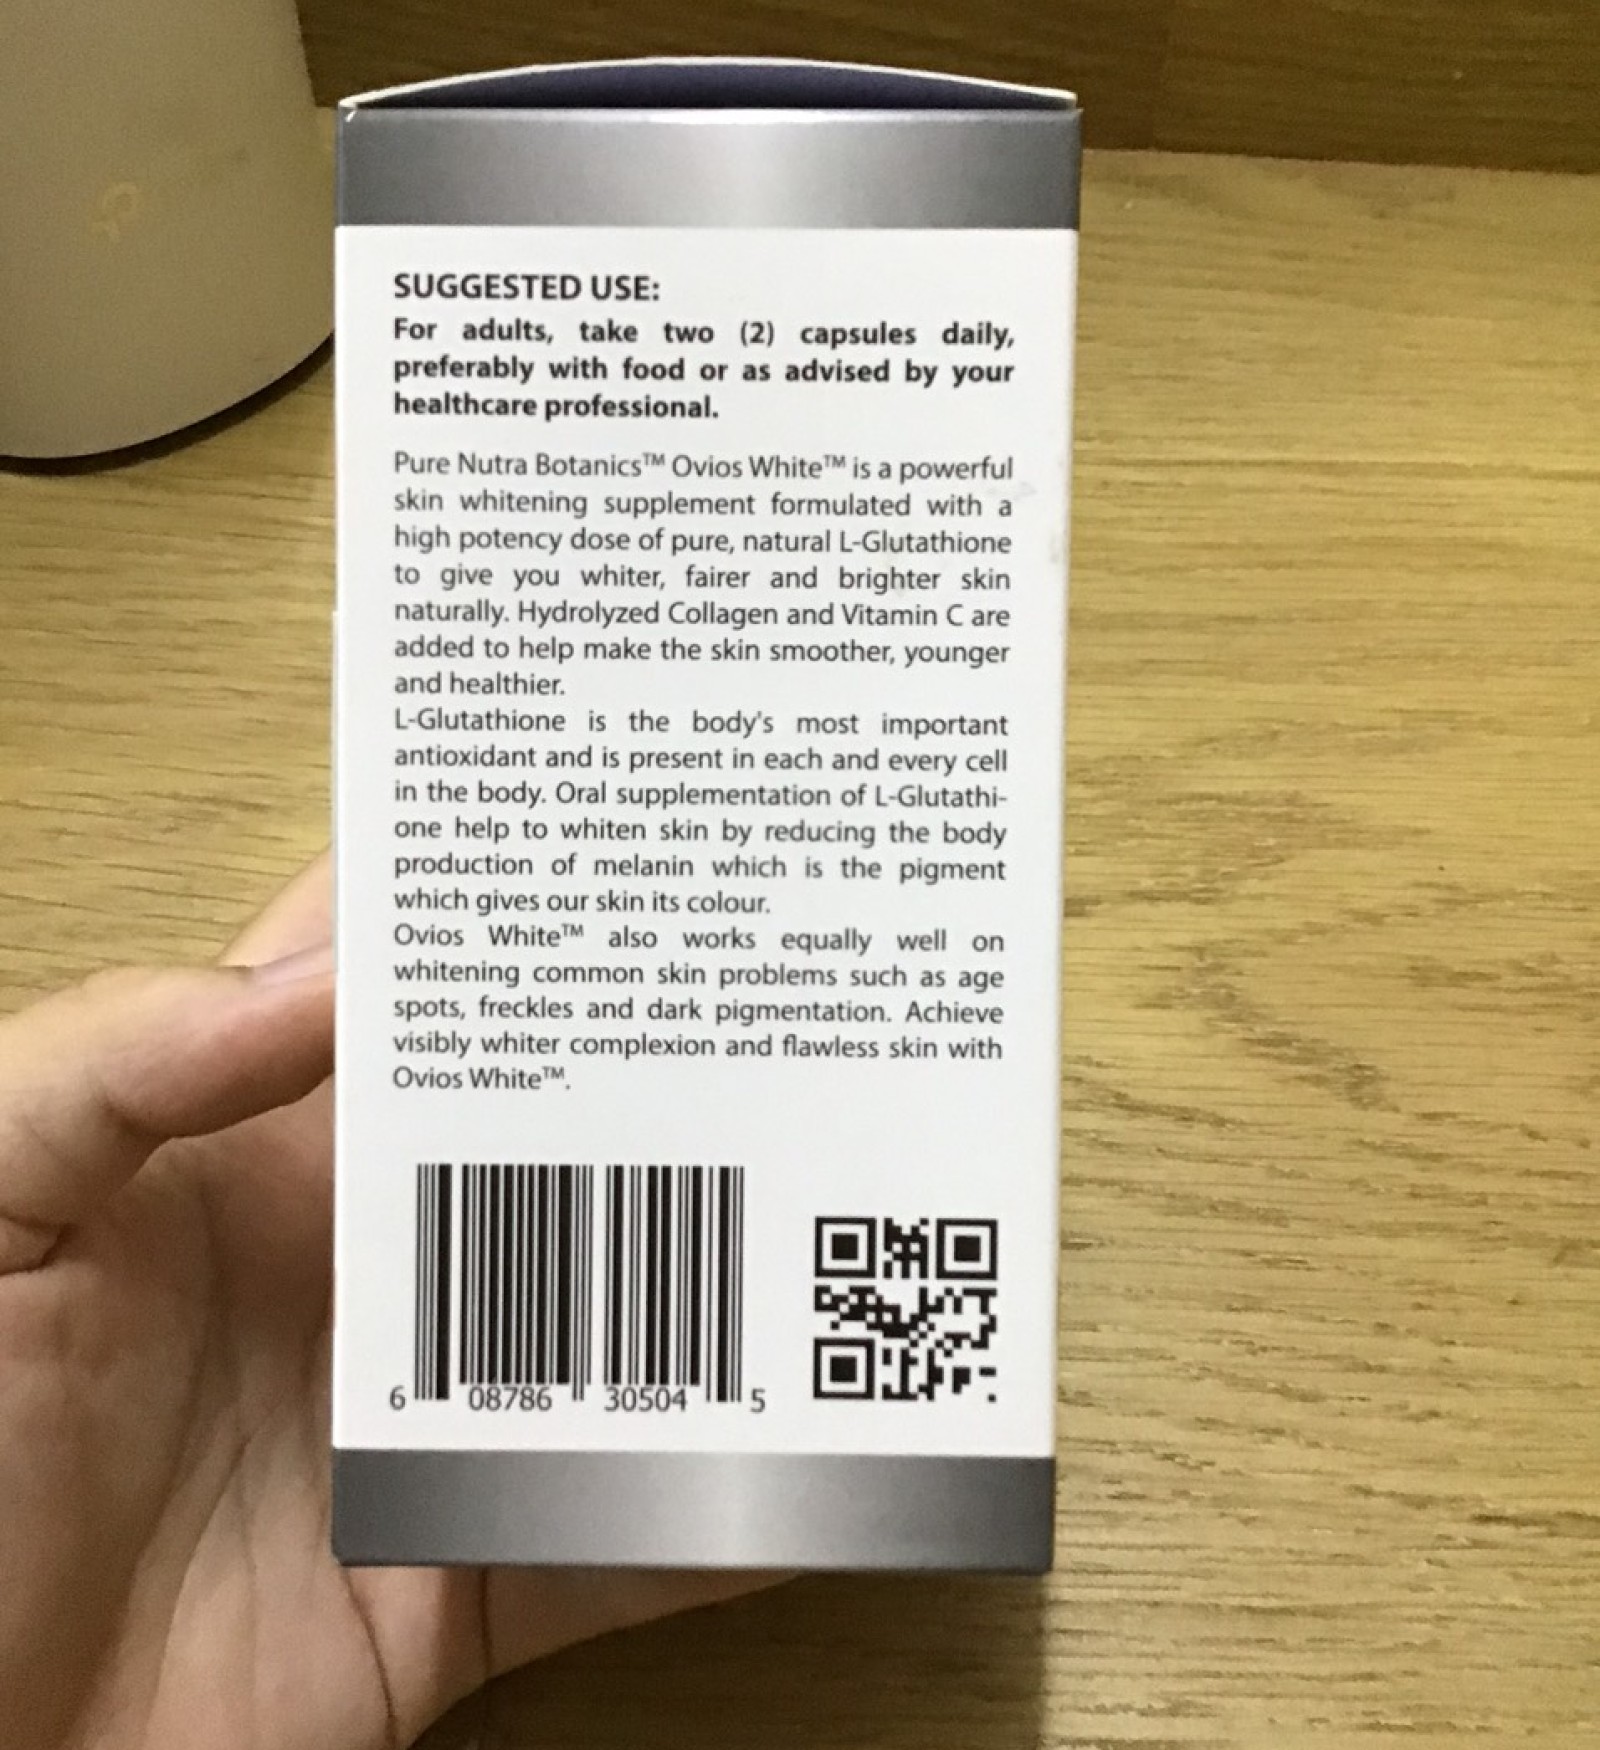 SUGGESTED USE:
For adults, take two (2) capsules daily,
preferably with food or as advised by your
healthcare professional.
Pure Nutra Botanics™ Ovios White™ is a powerful
skin whitening supplement formulated with a
high potency dose of pure, natural L-Glutathione
to give you whiter, fairer and brighter skin
naturally. Hydrolyzed Collagen and Vitamin C are
added to help make the skin smoother, younger
and healthier.
L-Glutathione is the body's most important
antioxidant and is present in each and every cell
in the body. Oral supplementation of L-Glutathi-
one help to whiten skin by reducing the body
production of melanin which is the pigment
which gives our skin its colour.
Ovios White™ also works equally well on
whitening common skin problems such as age
spots, freckles and dark pigmentation. Achieve
visibly whiter complexion and flawless skin with
Ovios White™.
6 08786 30504 5